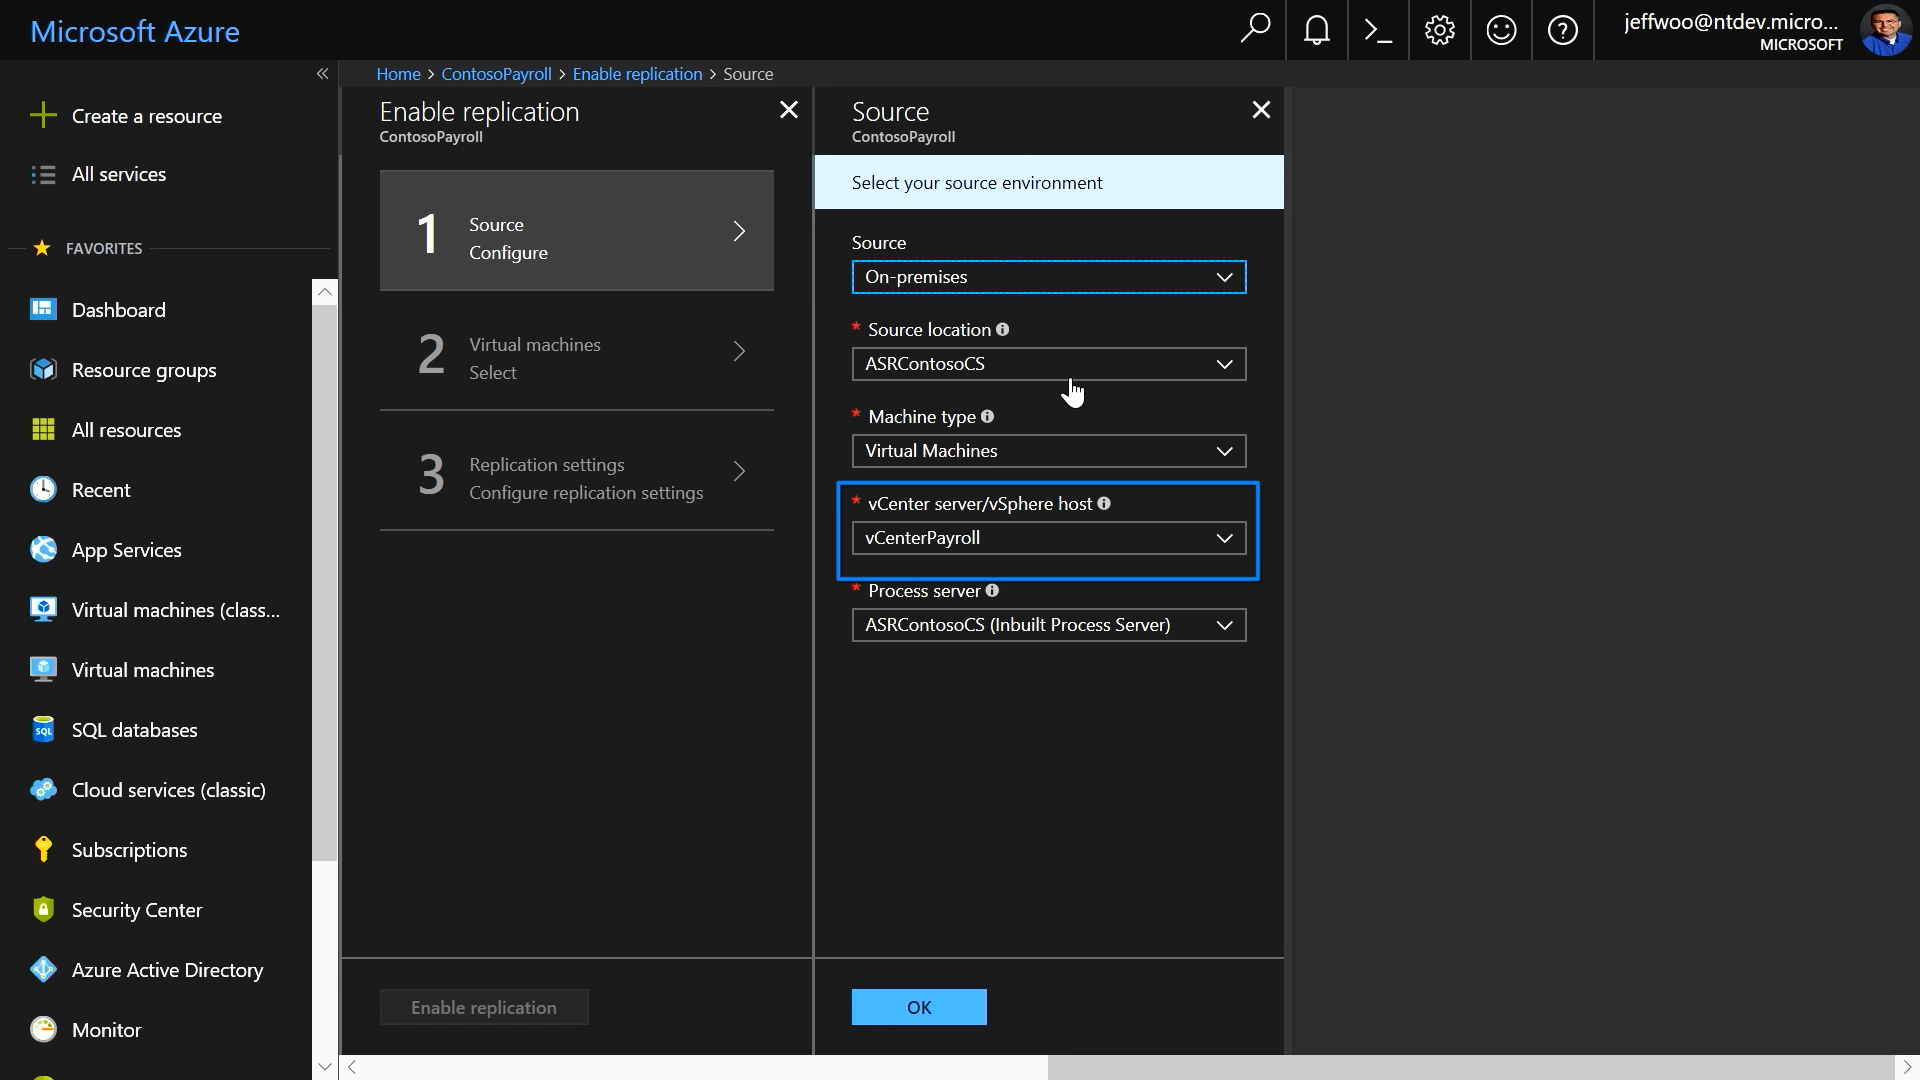 Microsoft Azure
jeffwoo@ntdev.micro...
MICROSOFT
Home > ContosoPayroll > Enable replication > Source
Create a resource
All services
FAVORITES
Dashboard
Resource groups
All resources
Recent
App Services
Virtual machines (class...
Virtual machines
SQL
SQL databases
Cloud services (classic)
Subscriptions
Security Center
Azure Active Directory
Monitor
Enable replication
ContosoPayroll
1
Source
Configure
2
Virtual machines
Select
3
Replication settings
Configure replication settings
Enable replication
Source
ContosoPayroll
Select your source environment
Source
On-premises
* Source location
ASRContosoCS
* Machine type
Virtual Machines
* vCenter server/vSphere host
vCenterPayroll
* Process server
ASRContosoCS (Inbuilt Process Server)
OK